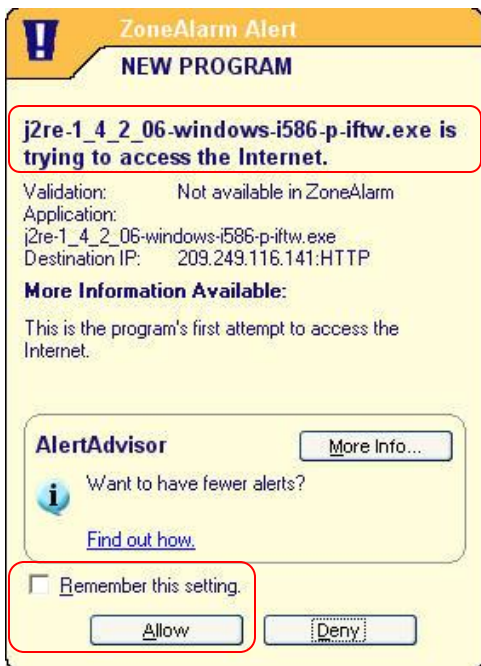 ZoneAlarm Alert
NEW PROGRAM
j2re-1_4_2_06-windows-i586-p-iftw.exe is
trying to access the Internet.
Validation: Not available in ZoneAlarm
Application:
j2re-1_4_2_06-windows-i586-p-iftw.exe
Destination IP: 209.249.116.141:HTTP
More Information Available:
This is the program's first attempt to access the
Internet.
AlertAdvisor
More Info...
Want to have fewer alerts?
Find out how.
Remember this setting.
Allow Deny